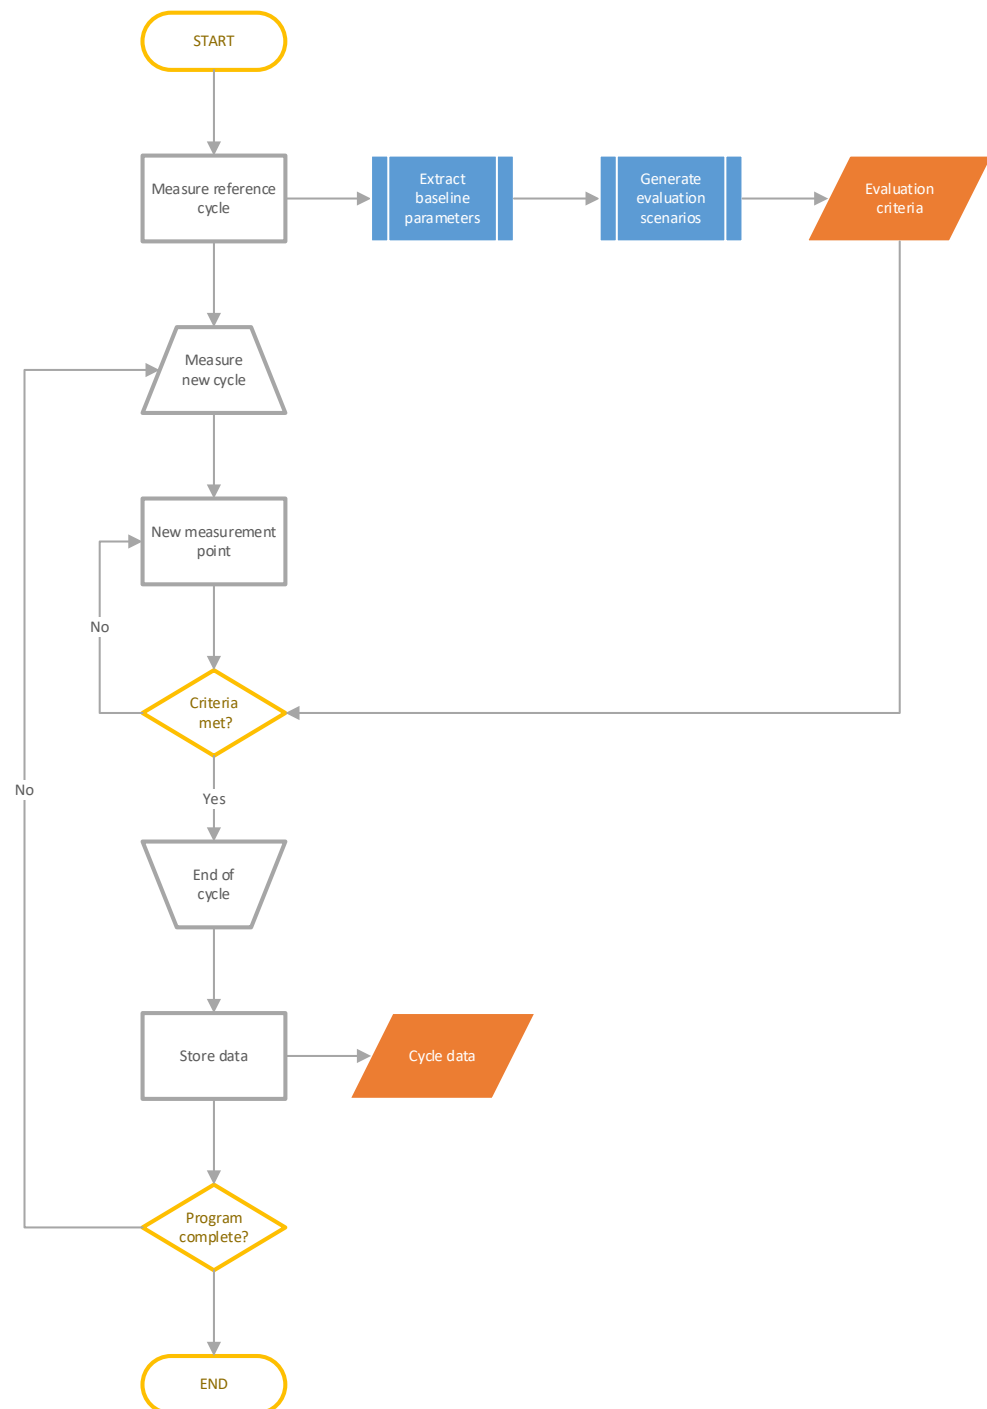 START
Measure reference
cycle
Extract
baseline
parameters
Generate
evaluation
scenarios
Evaluation
criteria
Measure
new cycle
New measurement
point
No
Criteria
met?
No
Yes
End of
cycle
Store data
Cycle data
Program
complete?
END